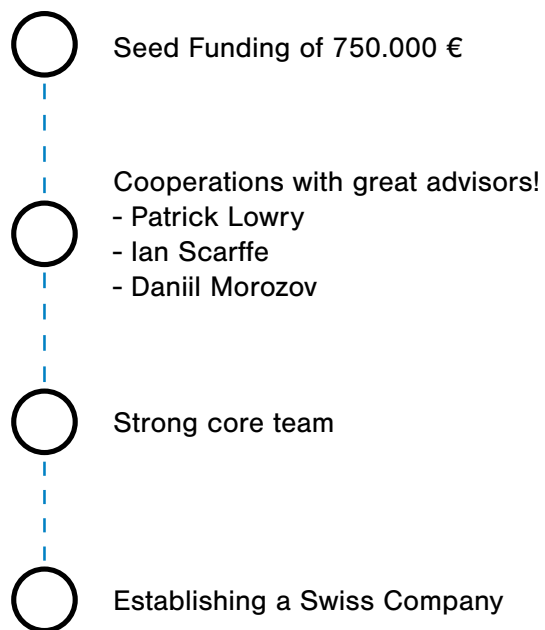 Seed Funding of 750.000 €
Cooperations with great advisors!
- Patrick Lowry
- Ian Scarffe
- Daniil Morozov
Strong core team
Establishing a Swiss Company